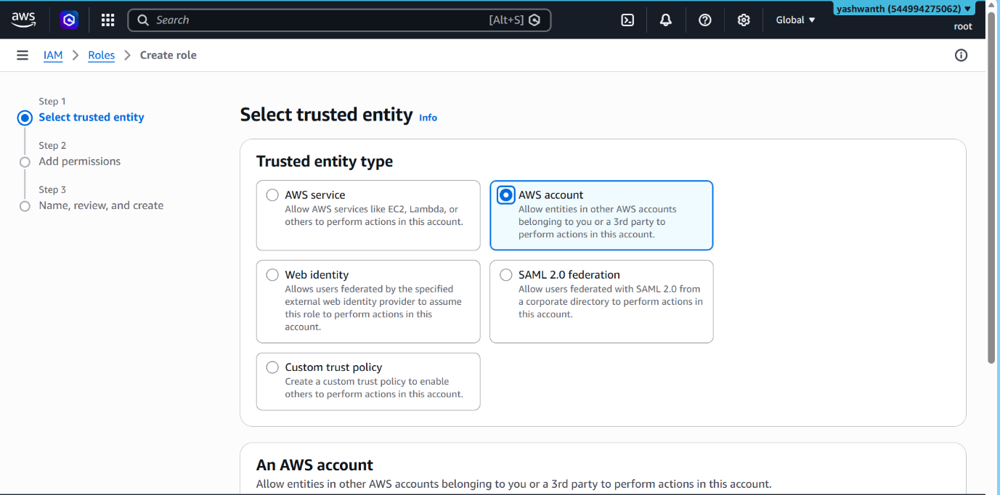 aws
Search [Alt+S]
Global
yashwanth (544994275062)
root
IAM > Roles > Create role
Step 1
Select trusted entity
Step 2
Add permissions
Step 3
Name, review, and create
Select trusted entity Info
Trusted entity type
AWS service
Allow AWS services like EC2, Lambda, or
others to perform actions in this account.
AWS account
Allow entities in other AWS accounts
belonging to you or a 3rd party to
perform actions in this account.
Web identity
Allows users federated by the specified
external web identity provider to assume
this role to perform actions in this
account.
SAML 2.0 federation
Allow users federated with SAML 2.0 from
a corporate directory to perform actions in
this account.
Custom trust policy
Create a custom trust policy to enable
others to perform actions in this account.
An AWS account
Allow entities in other AWS accounts belonging to you or a 3rd party to perform actions in this account.